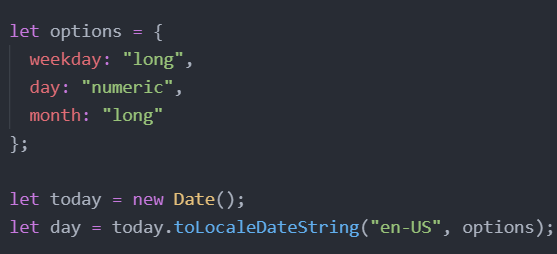 let options = {
  weekday: "long",
  day: "numeric",
  month: "long"
};

let today = new Date();
let day = today.toLocaleDateString("en-US", options);